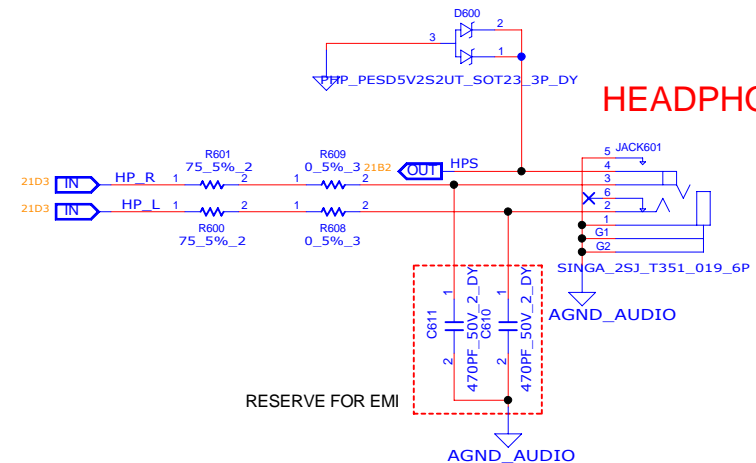 D600
3
2
1
PHP_PESD5V2S2UT_SOT23_3P_DY
HEADPHO
R601
75_5%_2
R609
0_5%_3
21B2
OUT
HPS
JACK601
5
4
3
6
2
1
G1
G2
SINGA_2SJ_T351_019_6P
AGND_AUDIO
21D3
IN
HP_R
1
2
1
2
21D3
IN
HP_L
1
2
1
2
R600
75_5%_2
R608
0_5%_3
1
C611
470PF_50V_2_DY
2
1
C610
470PF_50V_2_DY
2
RESERVE FOR EMI
AGND_AUDIO